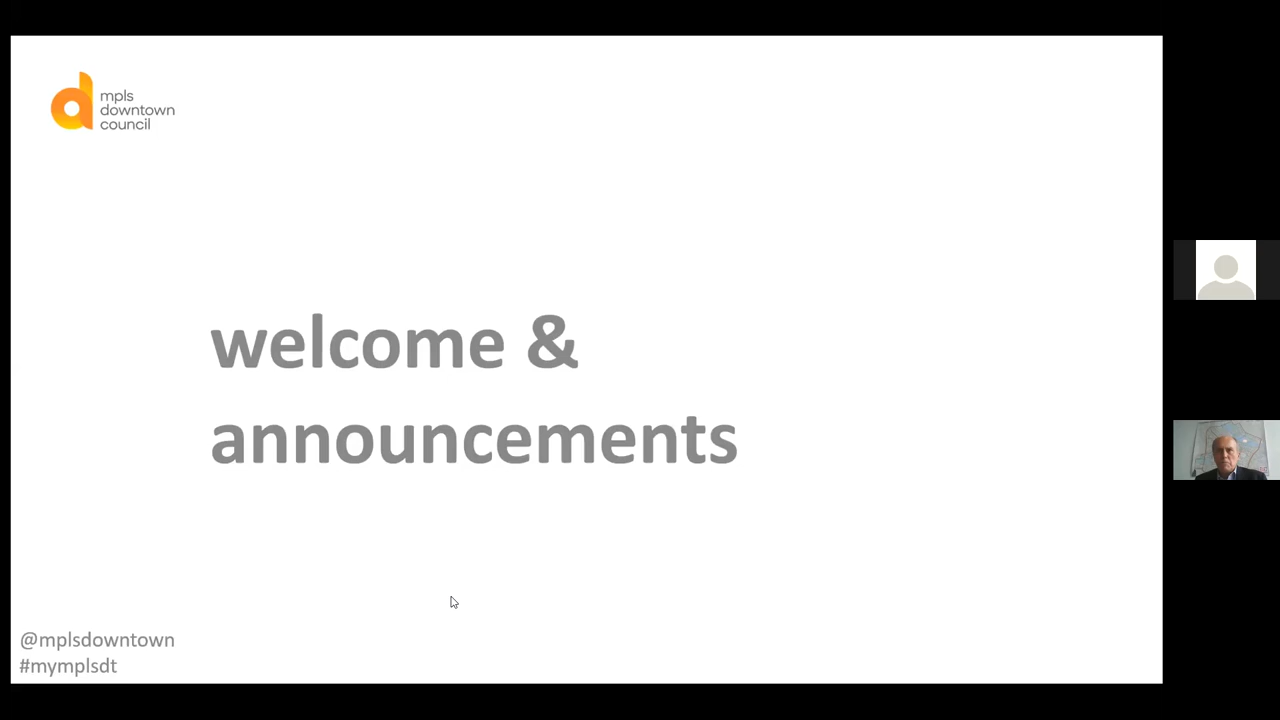 mpls
downtown
council
welcome &
announcements
@mplsdowntown
#mymplsdt